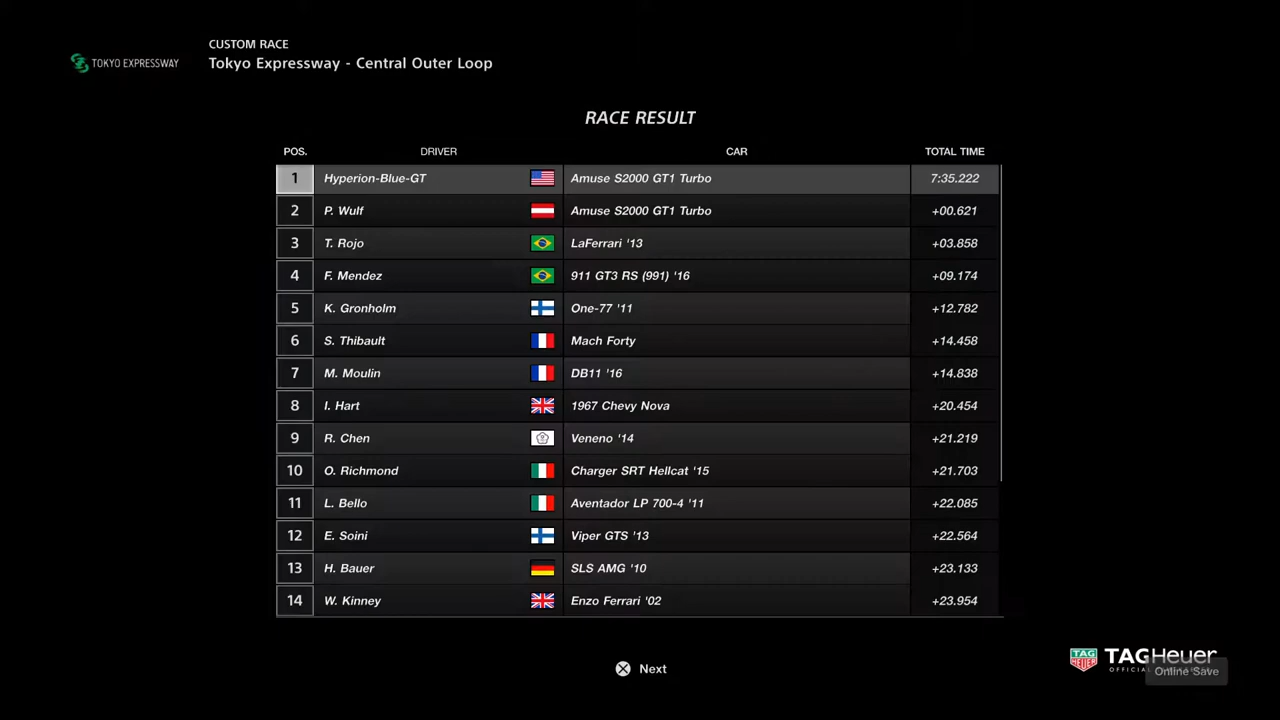 CUSTOM RACE
TOKYO EXPRESSWAY
Tokyo Expressway - Central Outer Loop
RACE RESULT
POS. DRIVER CAR TOTAL TIME
1 Hyperion-Blue-GT Amuse S2000 GT1 Turbo 7:35.222
2 P. Wulf Amuse S2000 GT1 Turbo +00.621
3 T. Rojo LaFerrari '13 +03.858
4 F. Mendez 911 GT3 RS (991) '16 +09.174
5 K. Gronholm One-77 '11 +12.782
6 S. Thibault Mach Forty +14.458
7 M. Moulin DB11 '16 +14.838
8 I. Hart 1967 Chevy Nova +20.454
9 R. Chen Veneno '14 +21.219
10 O. Richmond Charger SRT Hellcat '15 +21.703
11 L. Bello Aventador LP 700-4 '11 +22.085
12 E. Soini Viper GTS '13 +22.564
13 H. Bauer SLS AMG '10 +23.133
14 W. Kinney Enzo Ferrari '02 +23.954
Next
TAG HEUER TAGHeuer
Online Save